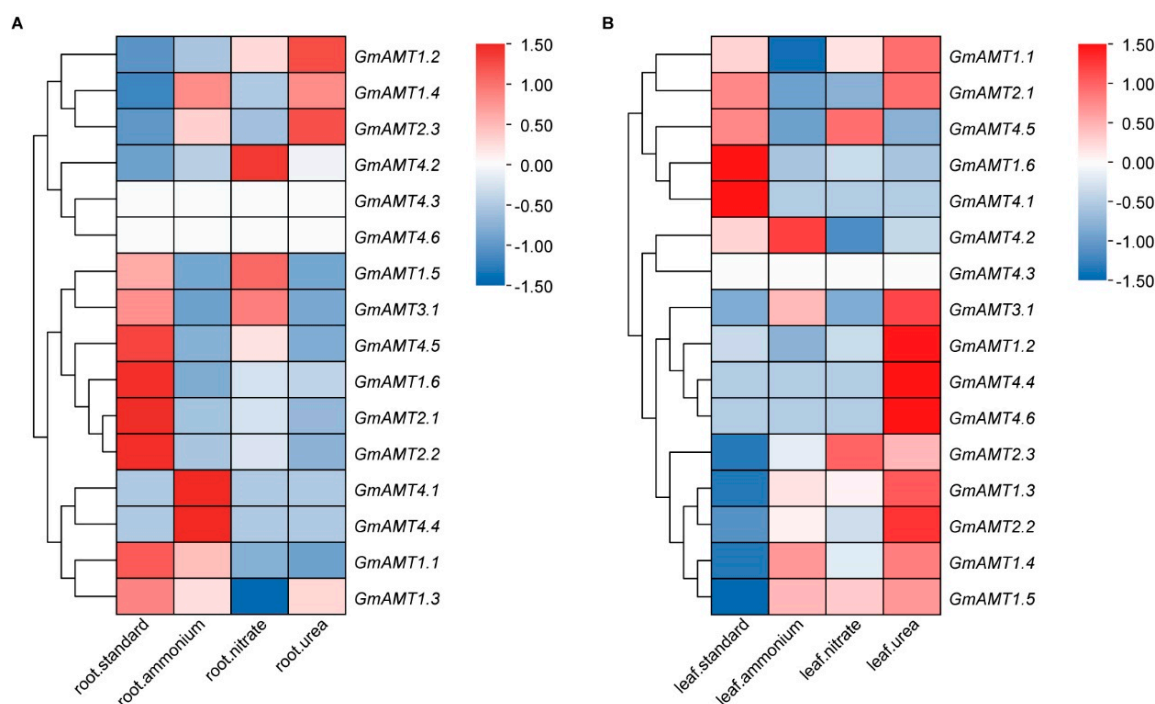 A
1.50
1.00
0.50
0.00
-0.50
-1.00
-1.50
GmAMT1.2
GmAMT1.4
GmAMT2.3
GmAMT4.2
GmAMT4.3
GmAMT4.6
GmAMT1.5
GmAMT3.1
GmAMT4.5
GmAMT1.6
GmAMT2.1
GmAMT2.2
GmAMT4.1
GmAMT4.4
GmAMT1.1
GmAMT1.3
root.standard
root.ammonium
root.nitrate
root.urea
B
1.50
1.00
0.50
0.00
-0.50
-1.00
-1.50
GmAMT1.1
GmAMT2.1
GmAMT4.5
GmAMT1.6
GmAMT4.1
GmAMT4.2
GmAMT4.3
GmAMT3.1
GmAMT1.2
GmAMT4.4
GmAMT4.6
GmAMT2.3
GmAMT1.3
GmAMT2.2
GmAMT1.4
GmAMT1.5
leaf.standard
leaf.ammonium
leaf.nitrate
leaf.urea